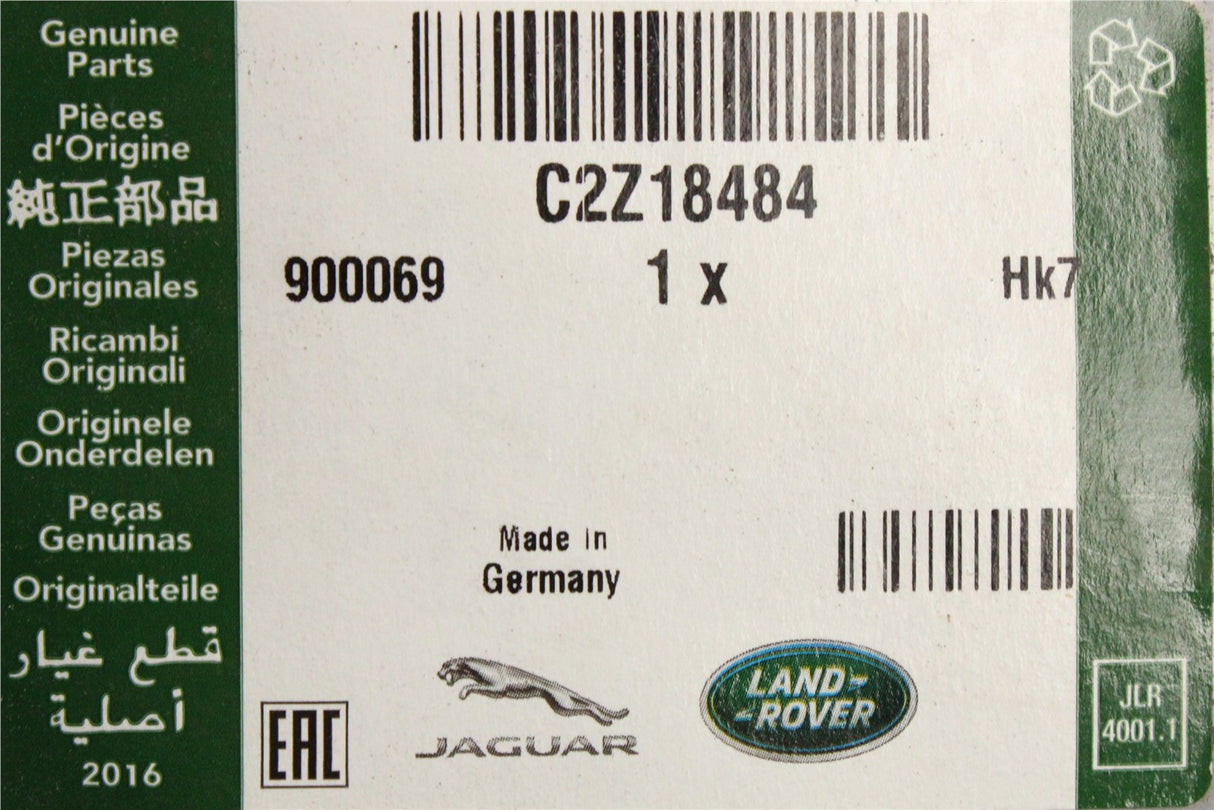 Genuine
Parts
Pièces
d'Origine
純正部品
Piezas
Originales
Ricambi
Originali
Originele
Onderdelen
Peças
Genuinas
Originalteile
قطع غيار
أصلية
2016
C2Z18484
900069 1 x Hk7
Made in
Germany
EAC
JAGUAR
LAND-
-ROVER
JLR
4001.1